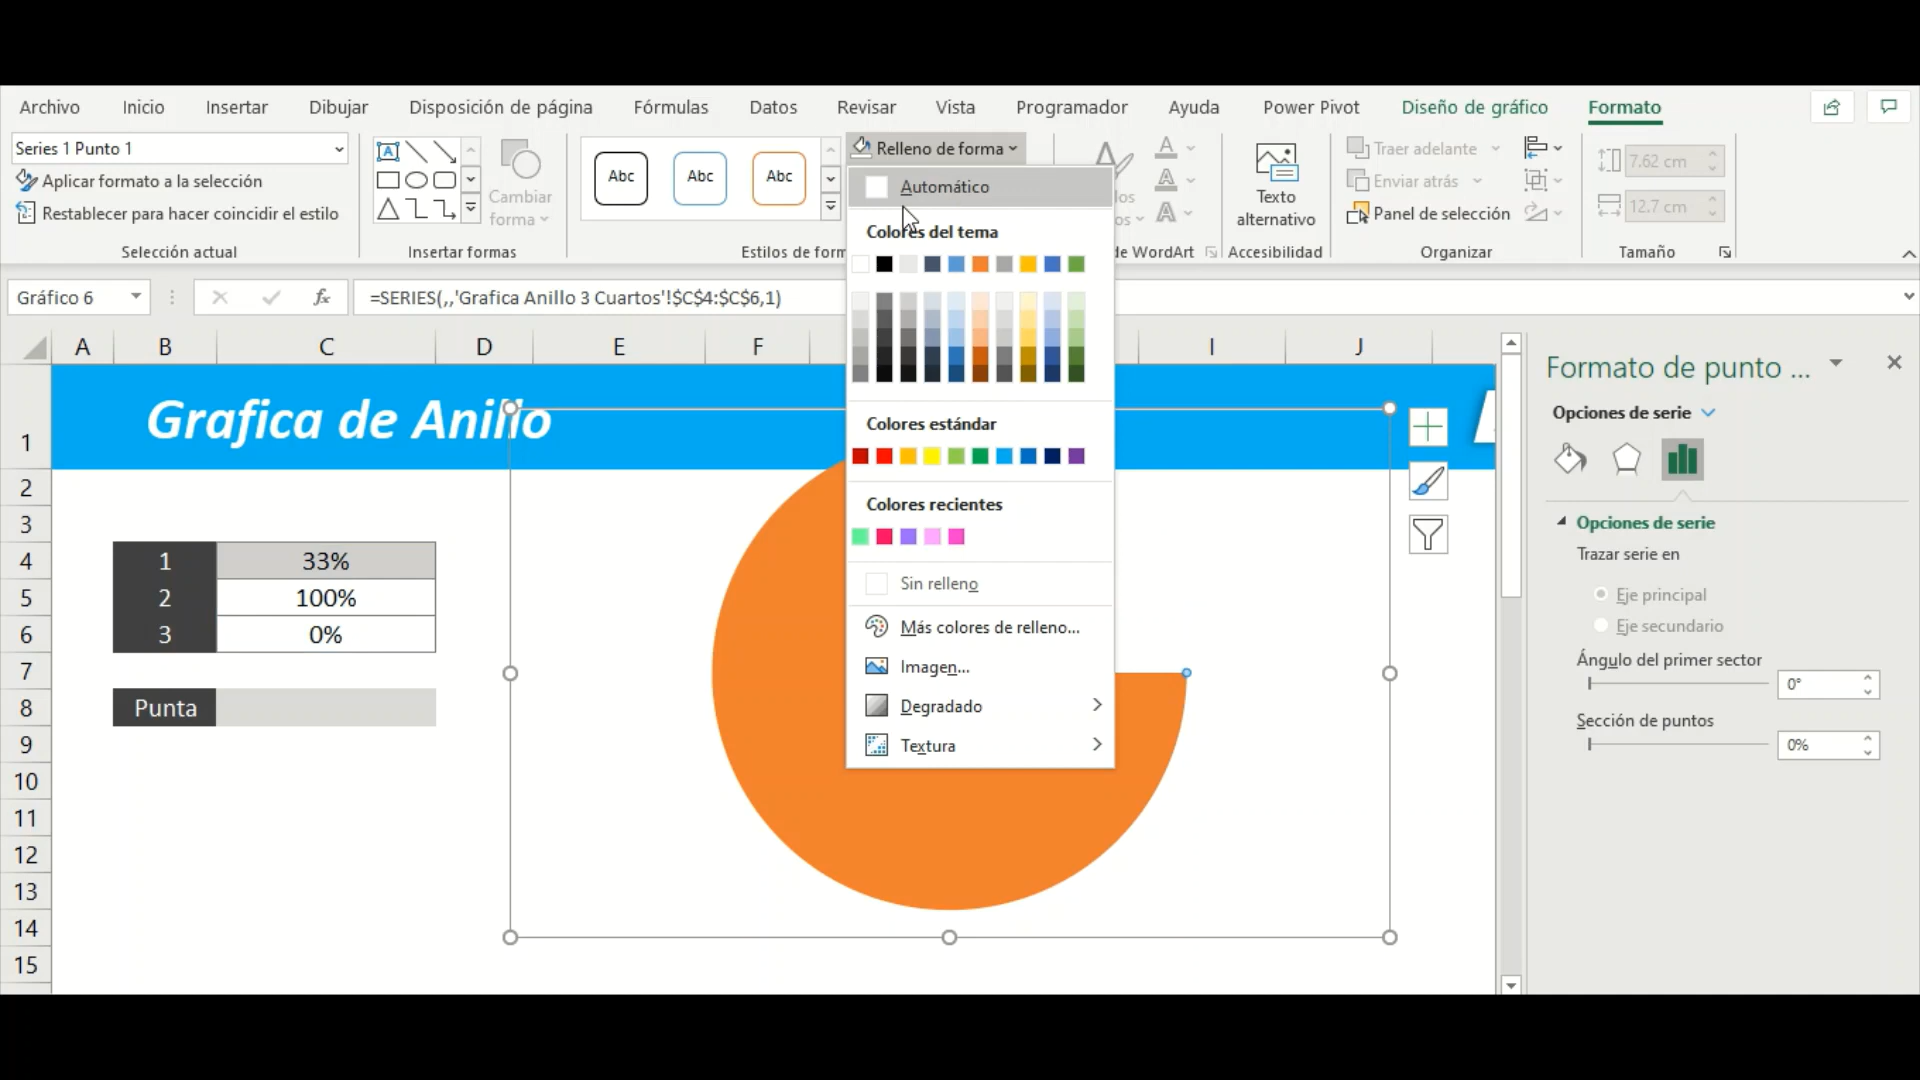 Archivo Inicio Insertar Dibujar Disposición de página Fórmulas Datos Revisar Vista Programador Ayuda Power Pivot Diseño de gráfico Formato
Series 1 Punto 1
Aplicar formato a la selección
Restablecer para hacer coincidir el estilo
Selección actual
Cambiar
forma
Insertar formas
Abc Abc Abc
Estilos de form
Relleno de forma
los
os
de WordArt
Texto
alternativo
Accesibilidad
Traer adelante
Enviar atrás
Panel de selección
Organizar
7.62 cm
12.7 cm
Tamaño
Gráfico 6
fx
=SERIES(,,'Grafica Anillo 3 Cuartos'!$C$4:$C$6,1)
A B C D E F I J
1 Grafica de Anillo
2
3
4 1 33%
5 2 100%
6 3 0%
7
8 Punta
9
10
11
12
13
14
15
Automático
Colores del tema
Colores estándar
Colores recientes
Sin relleno
Más colores de relleno...
Imagen...
Degradado
Textura
Formato de punto ...
Opciones de serie
Opciones de serie
Trazar serie en
Eje principal
Eje secundario
Ángulo del primer sector
0°
Sección de puntos
0%